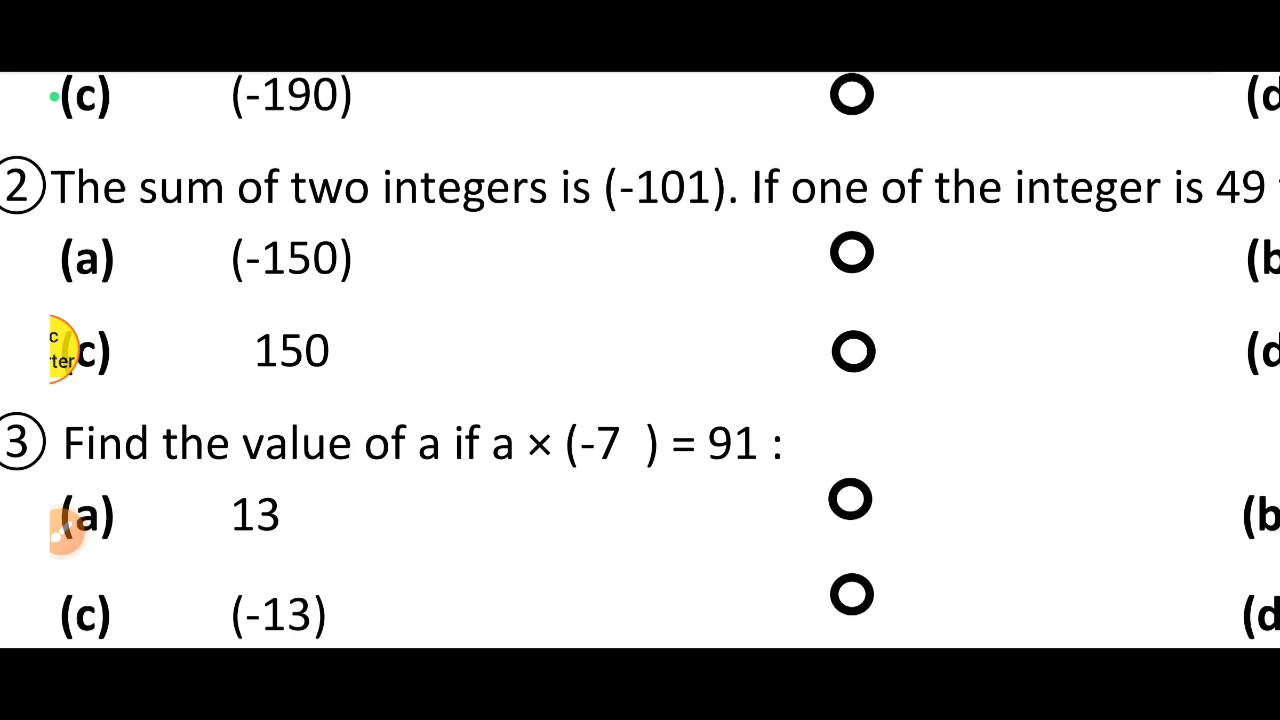 (c) (-190)
② The sum of two integers is (-101). If one of the integer is 49
(a) (-150)
(c) 150
③ Find the value of a if a × (-7 ) = 91 :
(a) 13
(c) (-13)